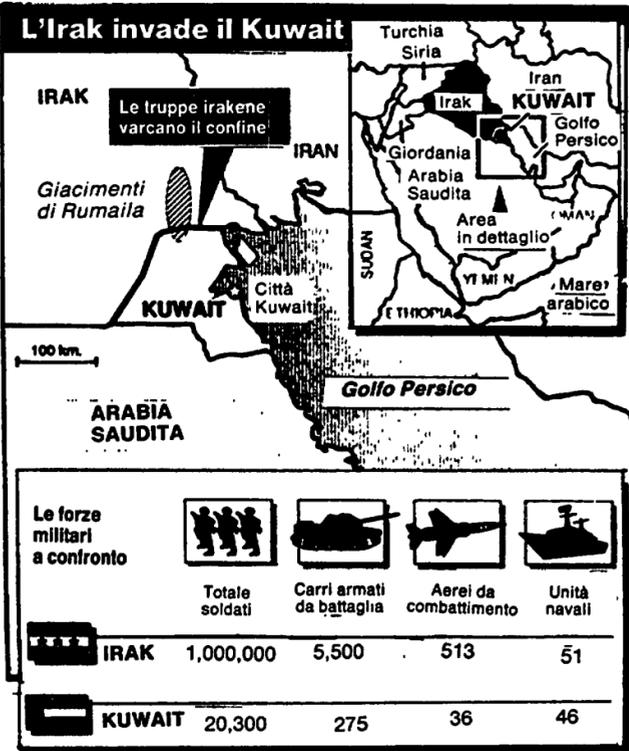 L'Irak invade il Kuwait
IRAK
Le truppe irakene
varcano il confine
IRAN
Giacimenti
di Rumaila
KUWAIT
Città
Kuwait
100 km.
ARABIA
SAUDITA
Golfo Persico
Turchia
Siria
Iran
Irak
KUWAIT
Golfo
Persico
Giordania
Arabia
Saudita
Area
in dettaglio
OMAN
SUDAN
YEMEN
ETHIOPIA
Mare
arabico
Le forze
militari
a confronto
Totale
soldati
Carri armati
da battaglia
Aerei da
combattimento
Unità
navali
IRAK 1,000,000 5,500 513 51
KUWAIT 20,300 275 36 46